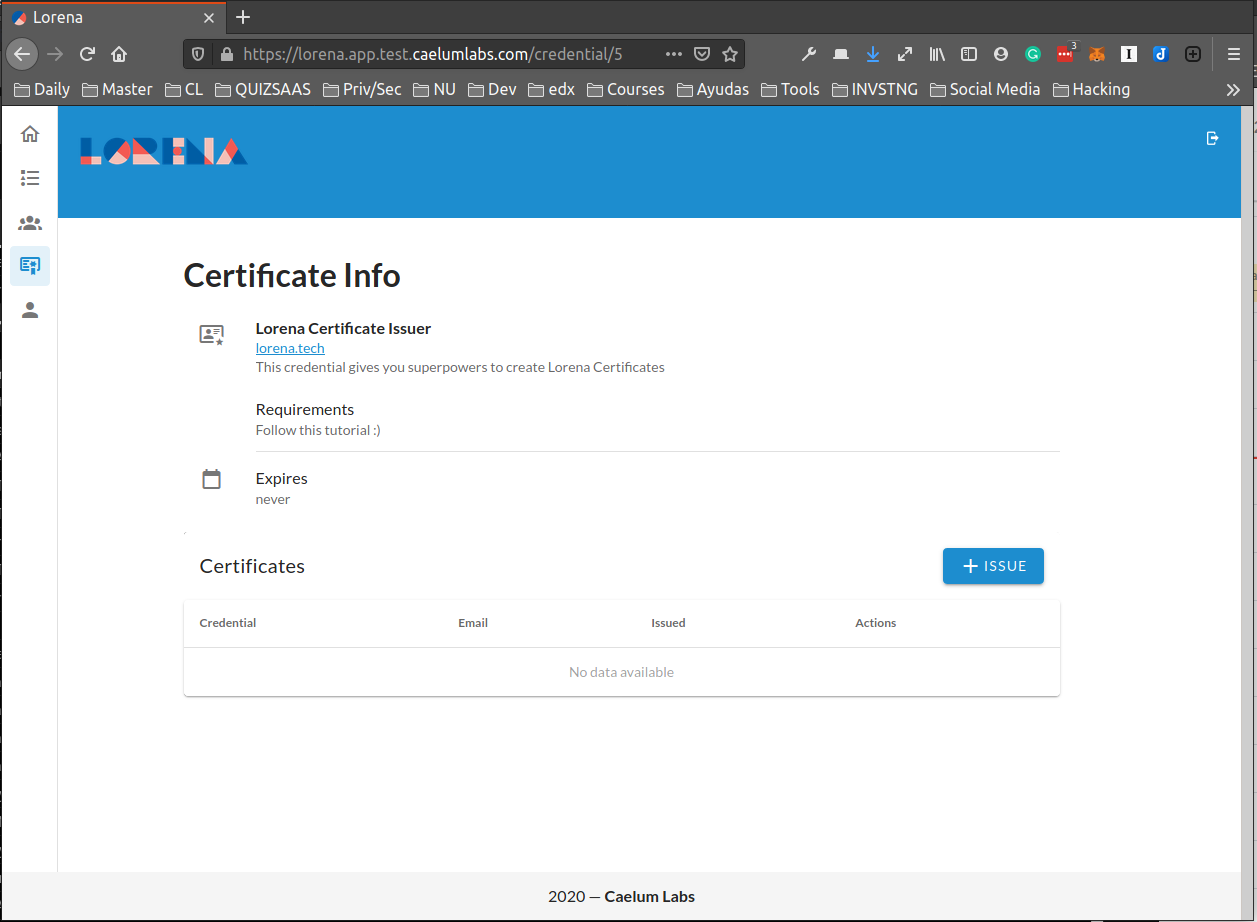 Lorena
https://lorena.app.test.caelumlabs.com/credential/5
3
Daily Master CL QUIZSAAS Priv/Sec NU Dev edx Courses Ayudas Tools INVSTNG Social Media Hacking
LORENA
Certificate Info
Lorena Certificate Issuer
lorena.tech
This credential gives you superpowers to create Lorena Certificates
Requirements
Follow this tutorial :)
Expires
never
Certificates
+ ISSUE
Credential Email Issued Actions
No data available
2020 — Caelum Labs